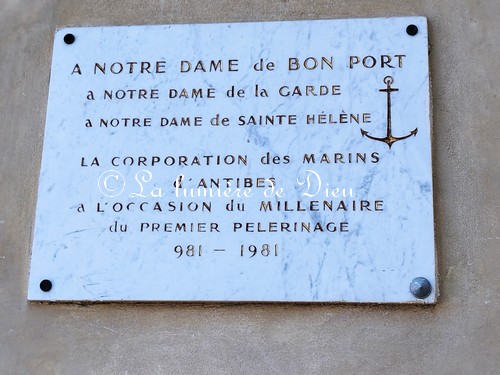 A NOTRE DAME de BON PORT
a NOTRE DAME de la GARDE
a NOTRE DAME de SAINTE HÉLÈNE
LA CORPORATION des MARINS
d'ANTIBES
© La lumière de Dieu
a L'OCCASION du MILLENAIRE
du PREMIER PELERINAGE
981 – 1981